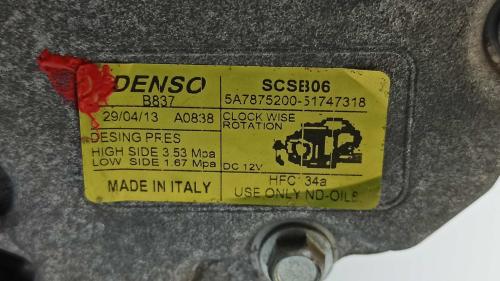 DENSO SCSB06
B837 5A7875200-51747318
29/04/13 A0838 CLOCK WISE
ROTATION
DESING PRES
HIGH SIDE 3.53 Mpa
LOW SIDE 1.67 Mpa DC 12V
MADE IN ITALY HFC 134a
USE ONLY ND-OIL8